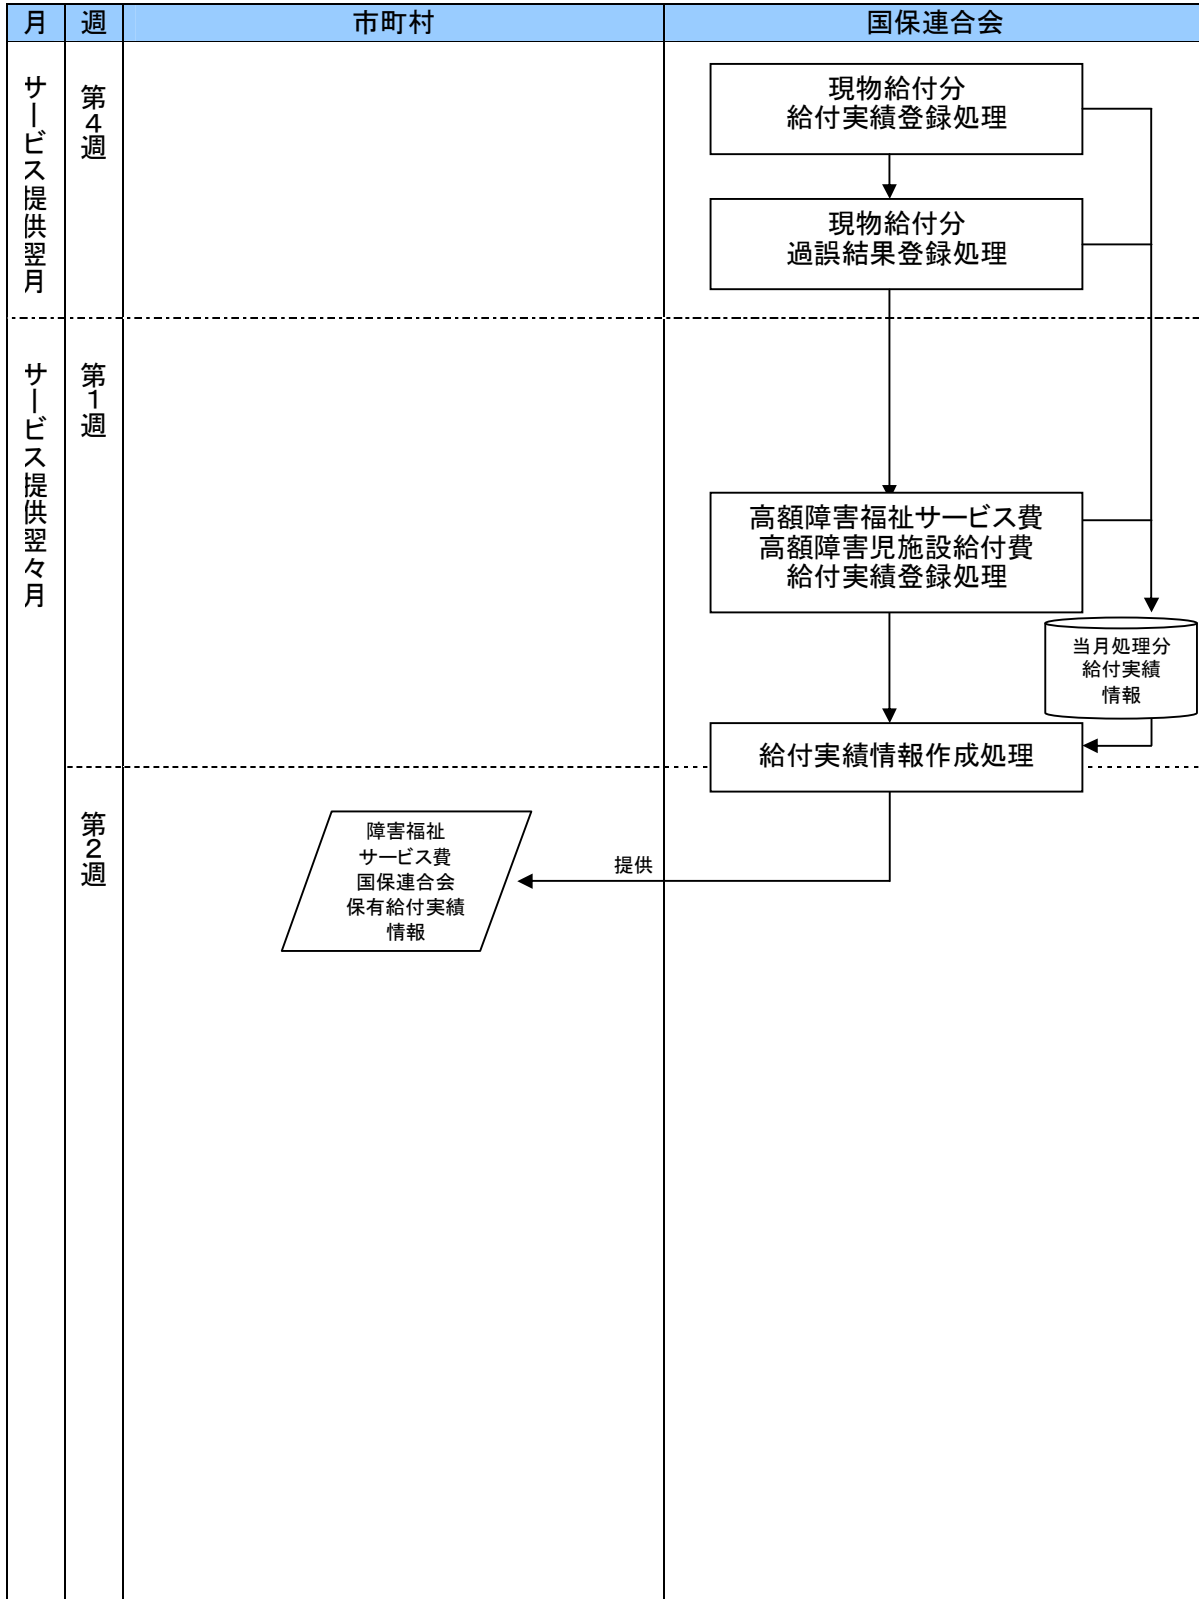 月 週 市町村 国保連合会
サービス提供翌月
第4週
現物給付分
給付実績登録処理
現物給付分
過誤結果登録処理
サービス提供翌々月
第1週
高額障害福祉サービス費
高額障害児施設給付費
給付実績登録処理
当月処理分
給付実績
情報
給付実績情報作成処理
第2週
障害福祉
サービス費
国保連合会
保有給付実績
情報
提供